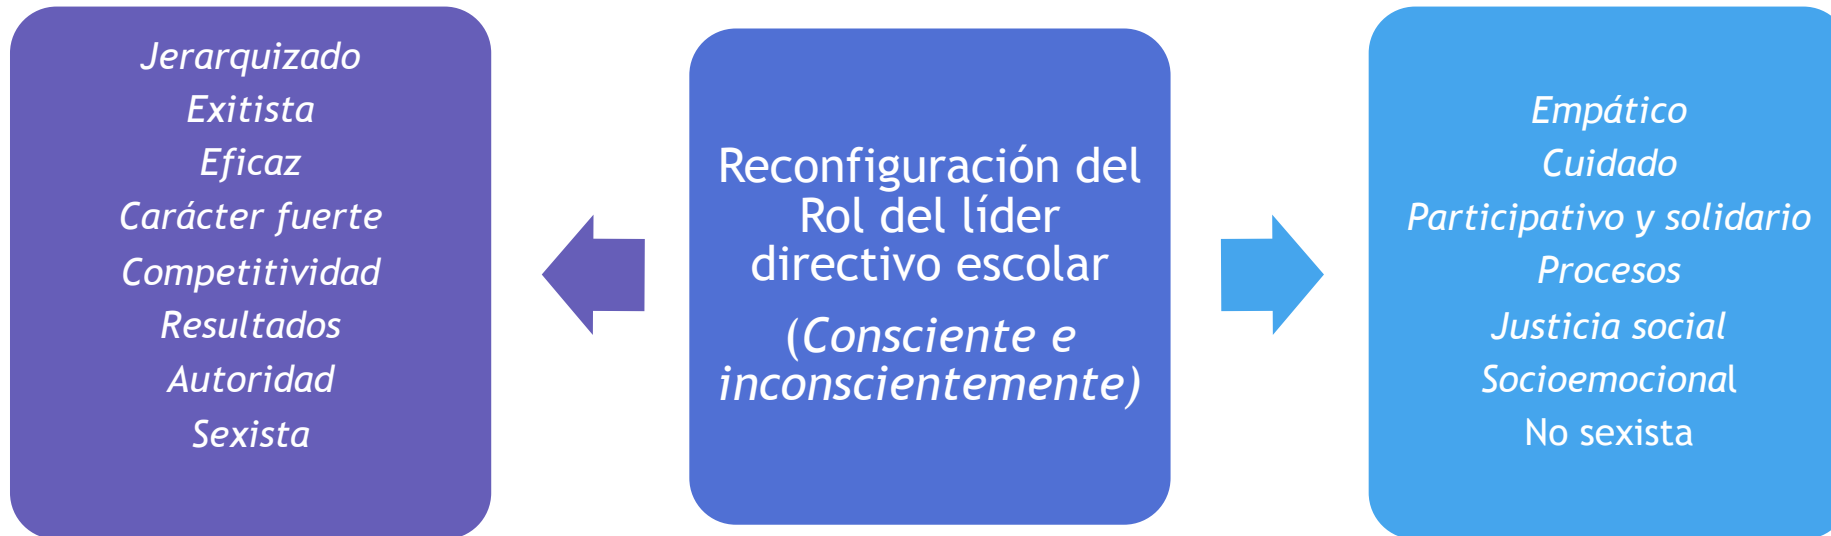 Jerarquizado
Exitista
Eficaz
Carácter fuerte
Competitividad
Resultados
Autoridad
Sexista
Reconfiguración del
Rol del líder
directivo escolar
(Consciente e
inconscientemente)
Empático
Cuidado
Participativo y solidario
Procesos
Justicia social
Socioemocional
No sexista